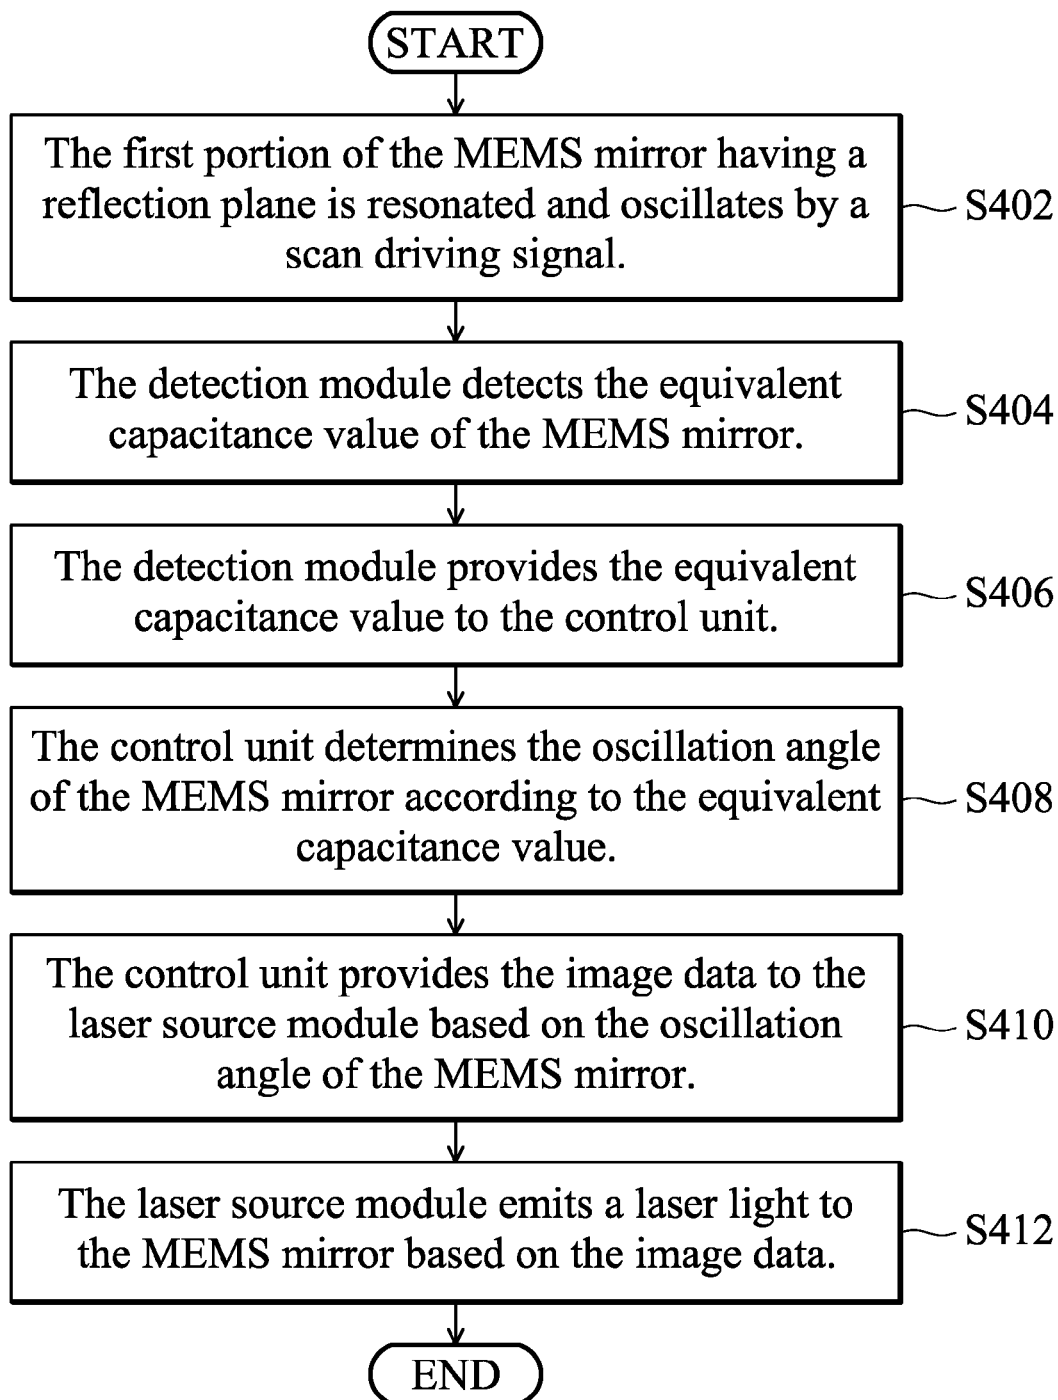 START
The first portion of the MEMS mirror having a
reflection plane is resonated and oscillates by a
scan driving signal.
S402
The detection module detects the equivalent
capacitance value of the MEMS mirror.
S404
The detection module provides the equivalent
capacitance value to the control unit.
S406
The control unit determines the oscillation angle
of the MEMS mirror according to the equivalent
capacitance value.
S408
The control unit provides the image data to the
laser source module based on the oscillation
angle of the MEMS mirror.
S410
The laser source module emits a laser light to
the MEMS mirror based on the image data.
S412
END